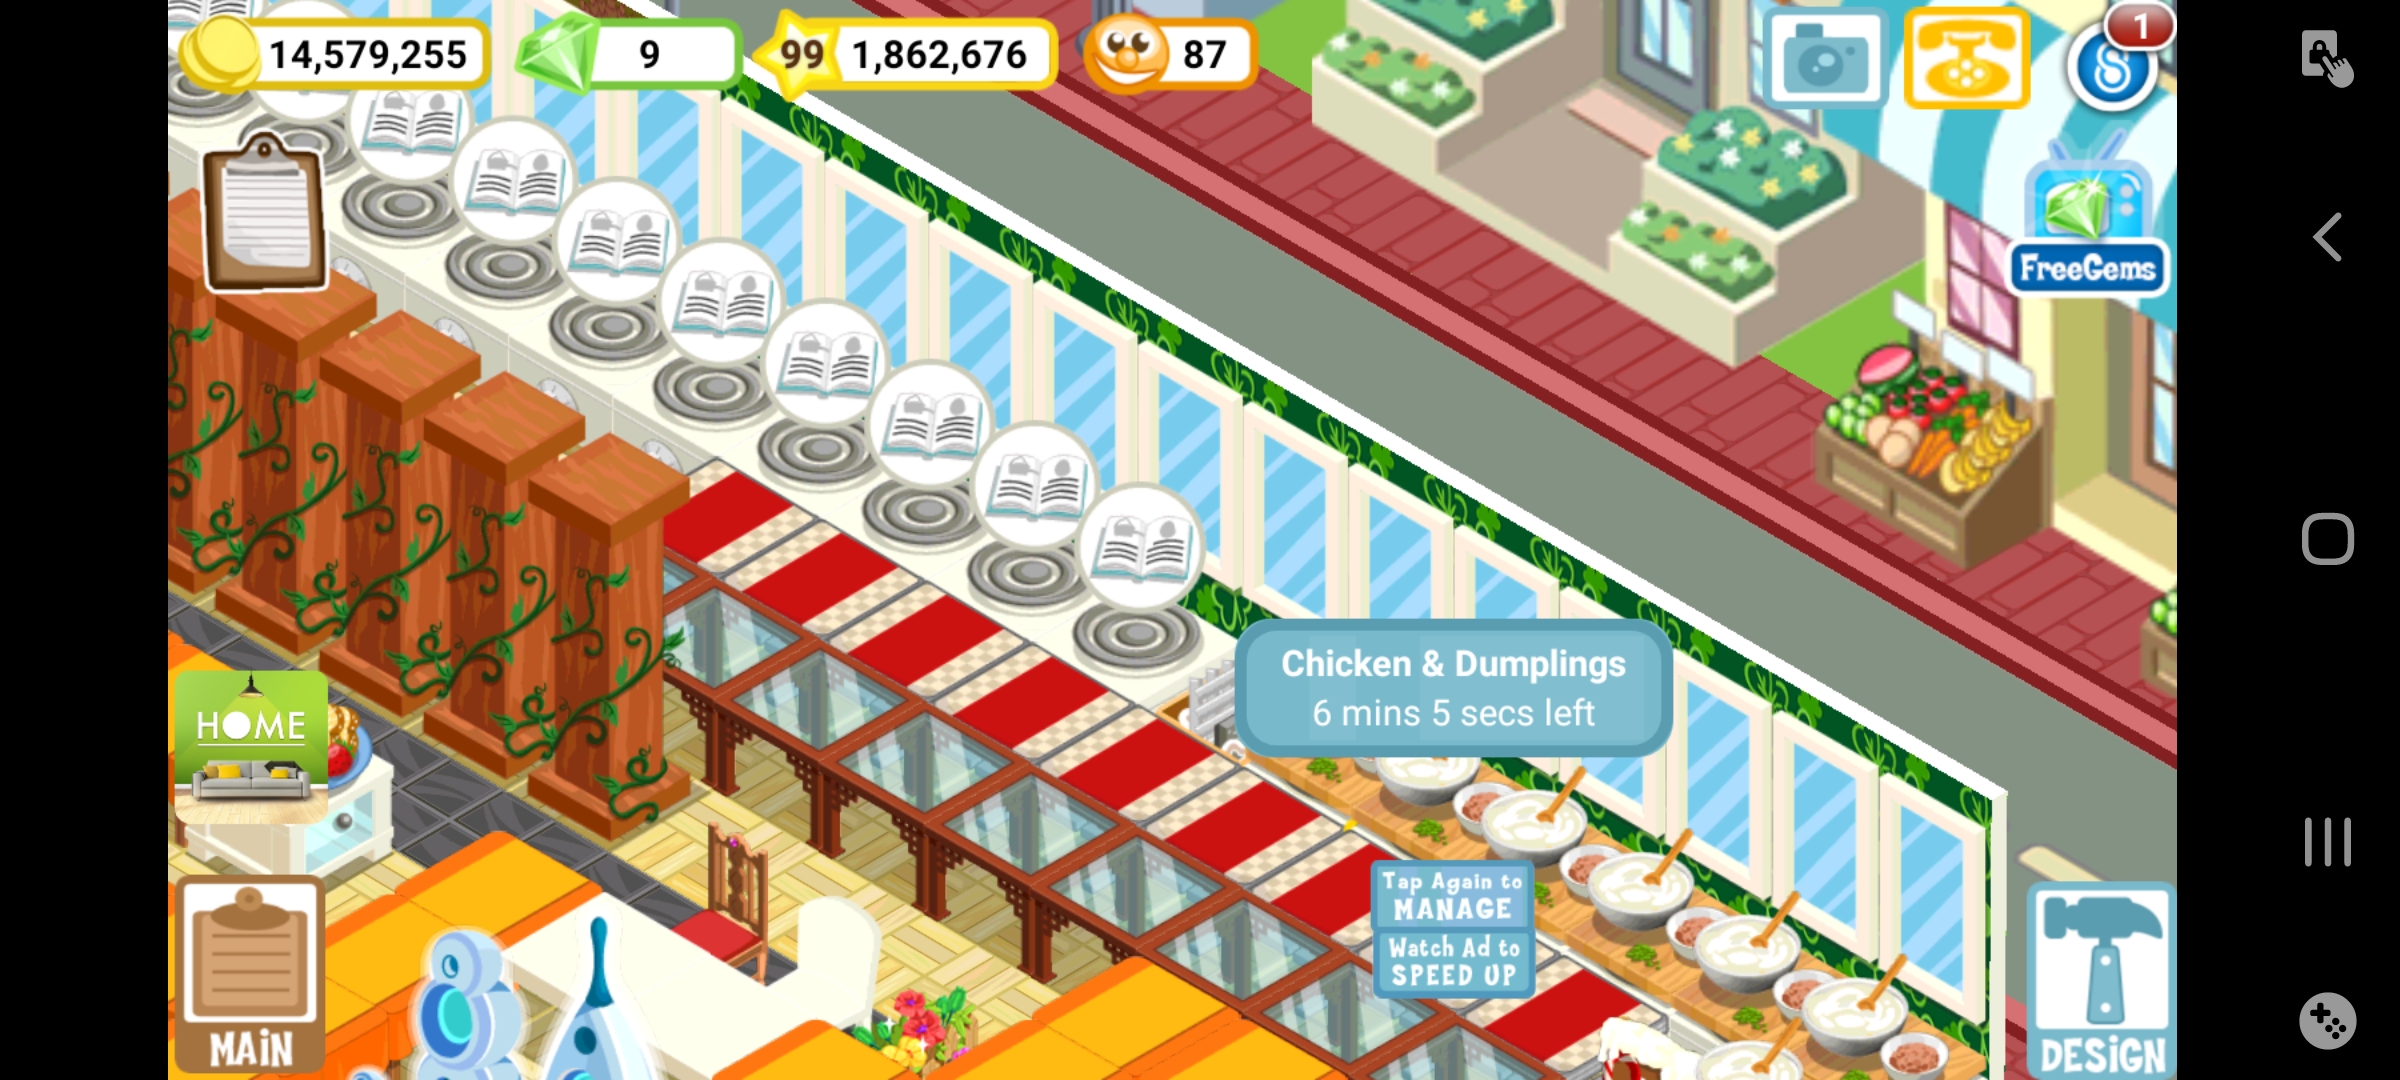 14,579,255
9
99
1,862,676
87
1
FreeGems
Chicken & Dumplings
6 mins 5 secs left
HOME
Tap Again to
MANAGE
Watch Ad to
SPEED UP
MAiN
DESiGN